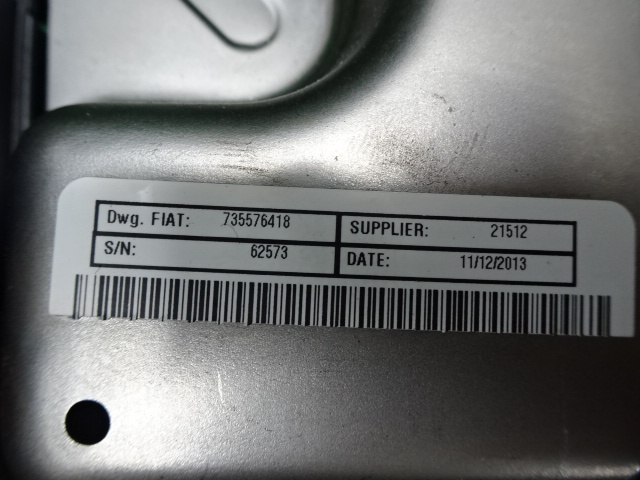 Dwg. FIAT: 735576418 SUPPLIER: 21512
S/N: 62573 DATE: 11/12/2013